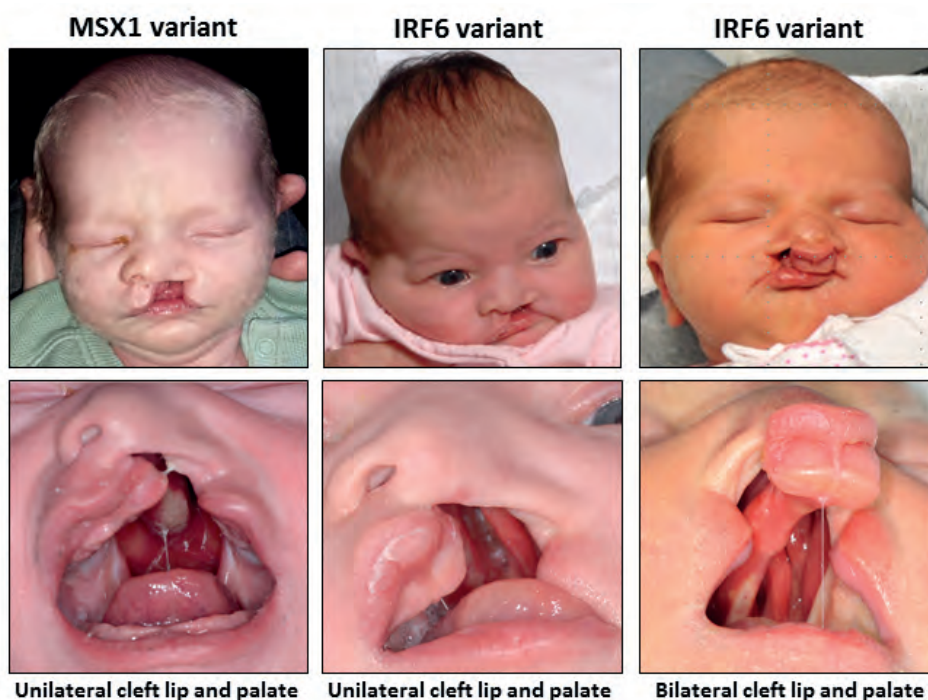 MSX1 variant
IRF6 variant
IRF6 variant
Unilateral cleft lip and palate
Unilateral cleft lip and palate
Bilateral cleft lip and palate